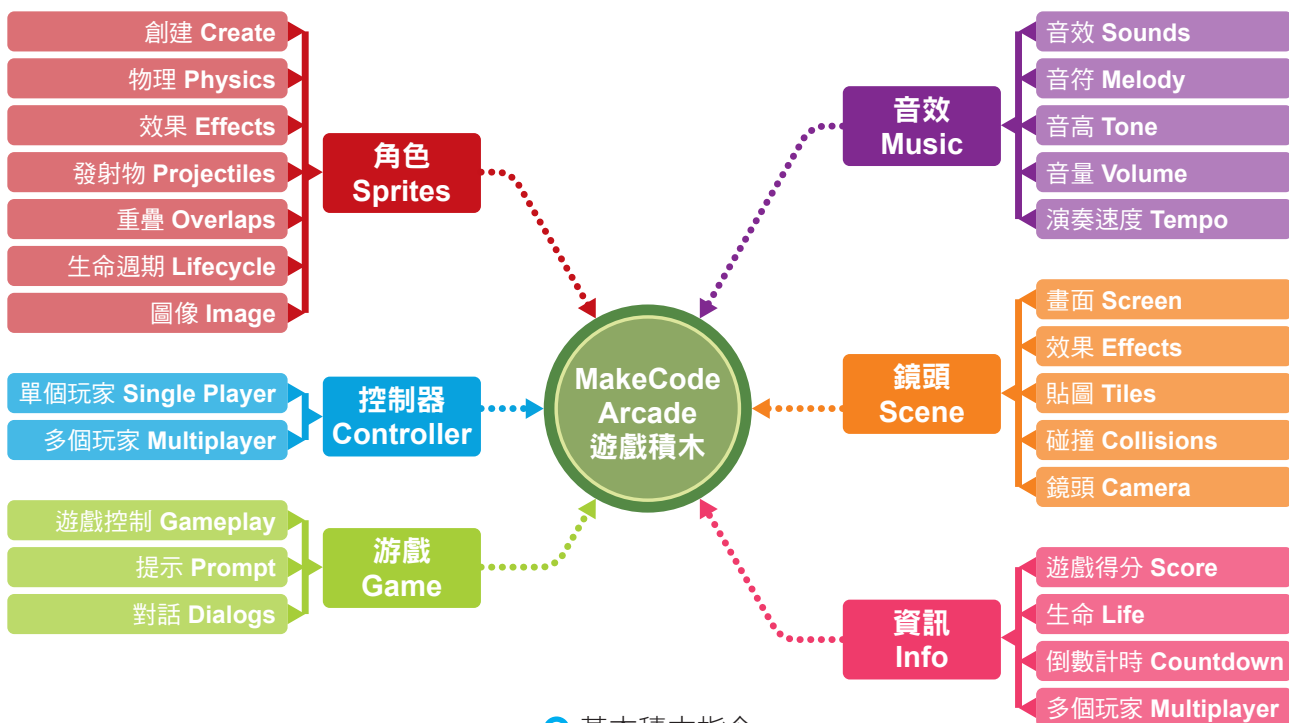 創建 Create
物理 Physics
效果 Effects
發射物 Projectiles
重疊 Overlaps
生命週期 Lifecycle
圖像 Image
角色
Sprites
單個玩家 Single Player
多個玩家 Multiplayer
控制器
Controller
遊戲控制 Gameplay
提示 Prompt
對話 Dialogs
游戲
Game
MakeCode
Arcade
遊戲積木
音效
Music
音效 Sounds
音符 Melody
音高 Tone
音量 Volume
演奏速度 Tempo
鏡頭
Scene
畫面 Screen
效果 Effects
貼圖 Tiles
碰撞 Collisions
鏡頭 Camera
資訊
Info
遊戲得分 Score
生命 Life
倒數計時 Countdown
多個玩家 Multiplayer